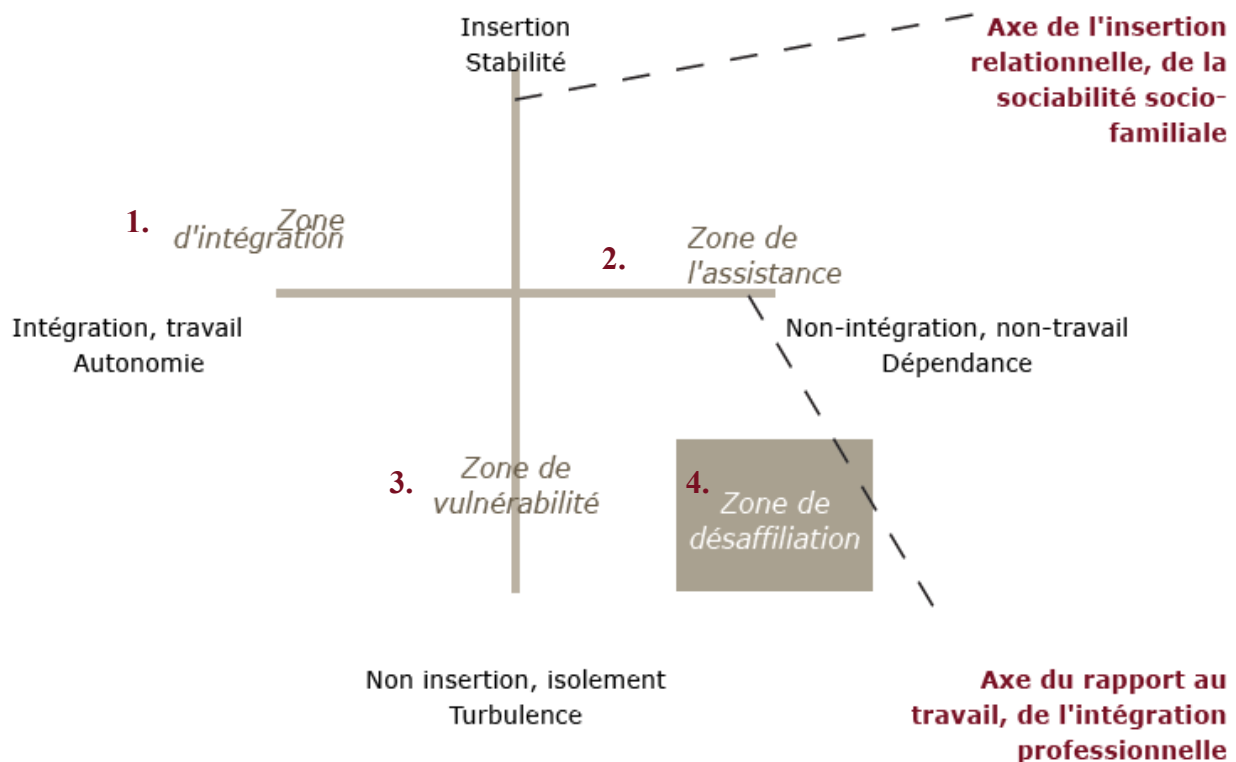 Insertion
Stabilité
Axe de l'insertion
relationnelle, de la
sociabilité socio-
familiale
1.
Zone
d'intégration
2.
Zone de
l'assistance
Intégration, travail
Autonomie
Non-intégration, non-travail
Dépendance
3.
Zone de
vulnérabilité
4.
Zone de
désaffiliation
Non insertion, isolement
Turbulence
Axe du rapport au
travail, de l'intégration
professionnelle